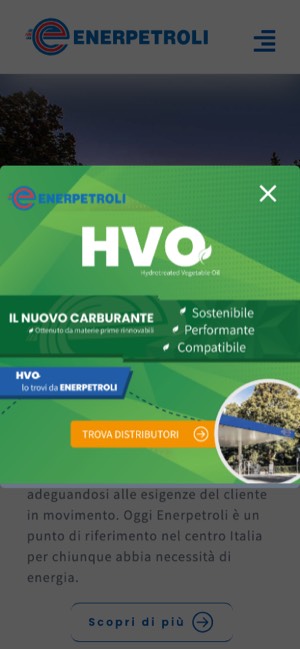 ENERPETROLI
ENERPETROLI
HVO
Hydrotreated Vegetable Oil
IL NUOVO CARBURANTE
Ottenuto da materie prime rinnovabili
Sostenibile
Performante
Compatibile
HVO
lo trovi da ENERPETROLI
TROVA DISTRIBUTORI
adeguandosi alle esigenze del cliente
in movimento. Oggi Enerpetroli è un
punto di riferimento nel centro Italia
per chiunque abbia necessità di
energia.
Scopri di più